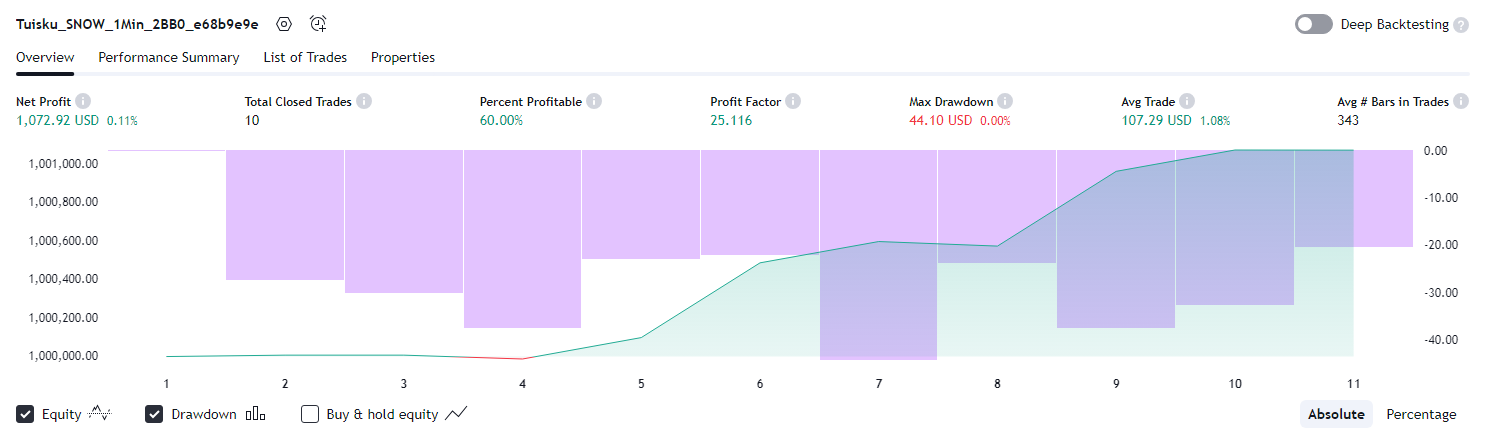 Tuisku_SNOW_1Min_2BB0_e68b9e9e
Deep Backtesting ?
Overview Performance Summary List of Trades Properties
Net Profit Total Closed Trades Percent Profitable Profit Factor Max Drawdown Avg Trade Avg # Bars in Trades
1,072.92 USD 0.11% 10 60.00% 25.116 44.10 USD 0.00% 107.29 USD 1.08% 343
1,001,000.00 0.00
1,000,800.00 -10.00
1,000,600.00 -20.00
1,000,400.00 -30.00
1,000,200.00 -40.00
1,000,000.00
1 2 3 4 5 6 7 8 9 10 11
Equity Drawdown Buy & hold equity Absolute Percentage